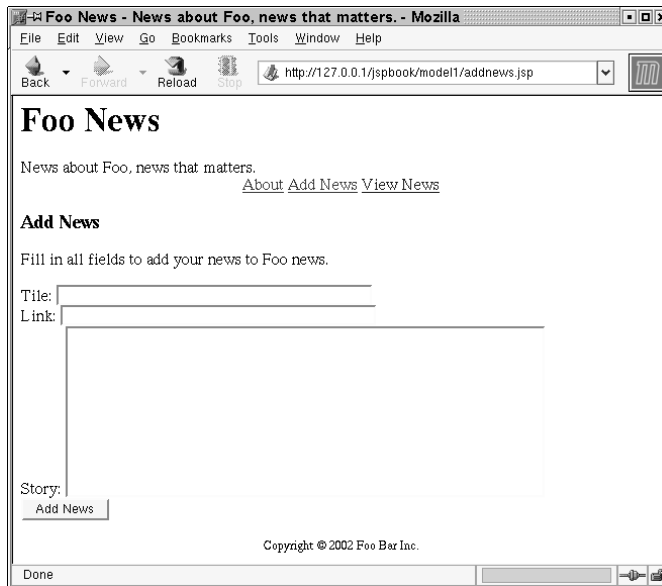 Foo News - News about Foo, news that matters. - Mozilla
File Edit View Go Bookmarks Tools Window Help
Back Forward Reload Stop http://127.0.0.1/jspbook/model1/addnews.jsp
Foo News
News about Foo, news that matters.
About Add News View News
Add News
Fill in all fields to add your news to Foo news.
Tile:
Link:
Story:
Add News
Copyright © 2002 Foo Bar Inc.
Done